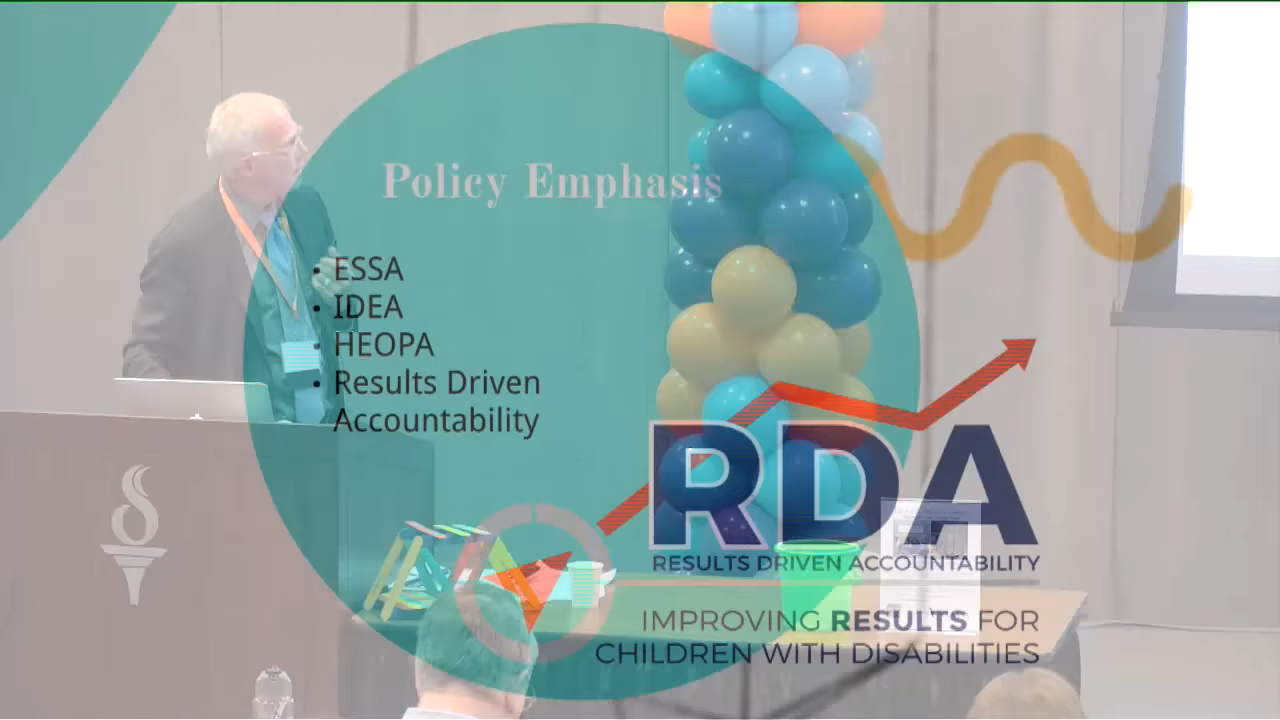 Policy Emphasis
• ESSA
• IDEA
• HEOPA
• Results Driven
Accountability
RDA
RESULTS DRIVEN ACCOUNTABILITY
IMPROVING RESULTS FOR
CHILDREN WITH DISABILITIES